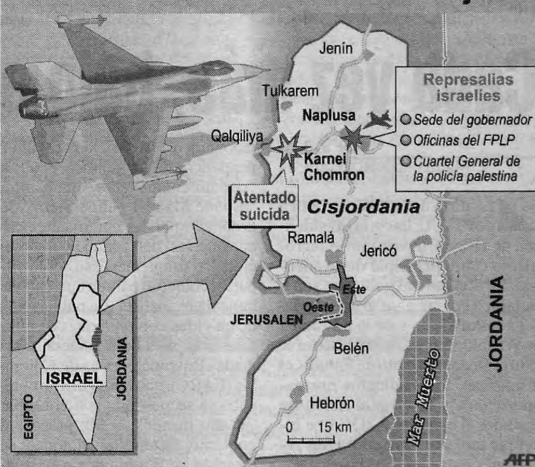 Jenín
Tulkarem
Naplusa
Qalqiliya
Karnei
Chomron
Represalias
israelíes
Sede del gobernador
Oficinas del FPLP
Cuartel General de
la policía palestina
Atentado
suicida
Cisjordania
Ramalá
Jericó
Este
Oeste
JERUSALEN
Belén
Hebrón
0 15 km
Mar Muerto
JORDANIA
ISRAEL
EGIPTO
JORDANIA
AFP